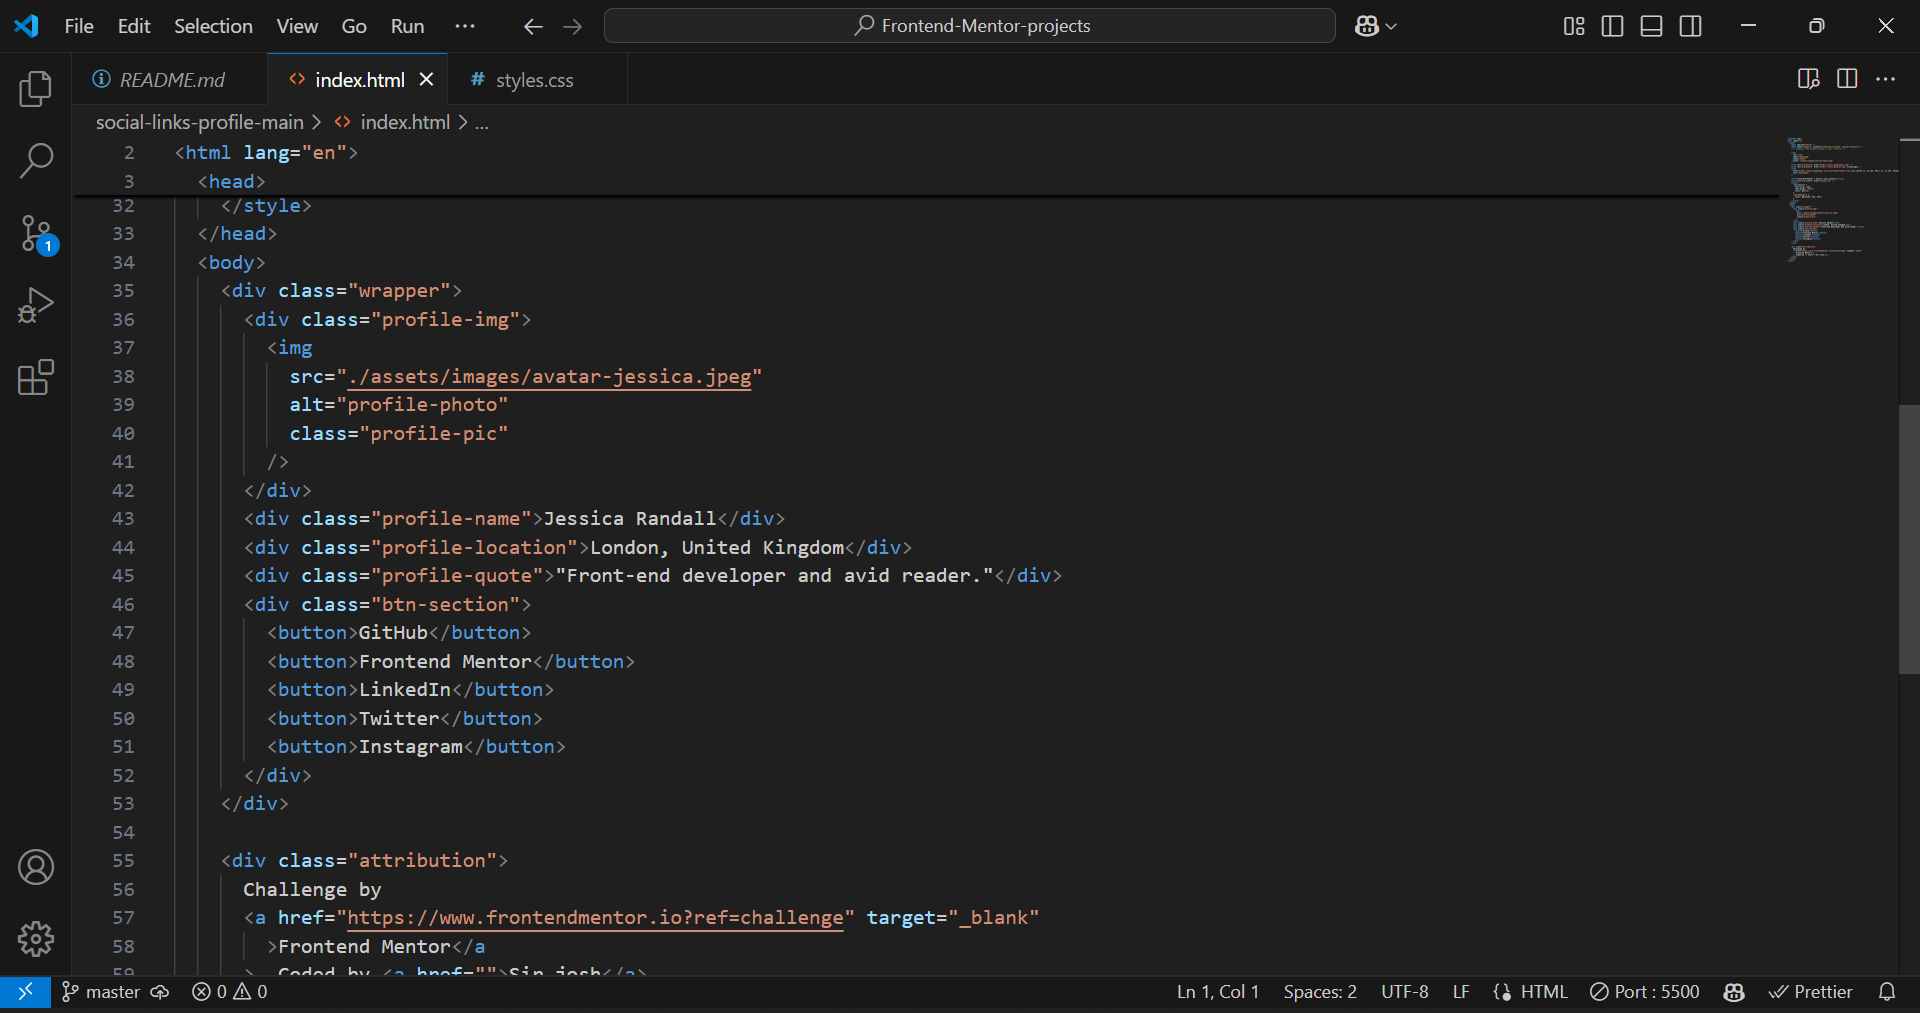 File Edit Selection View Go Run ... Frontend-Mentor-projects
README.md index.html styles.css
social-links-profile-main > index.html > ...
2 <html lang="en">
3 <head>
32 </style>
33 </head>
34 <body>
35 <div class="wrapper">
36 <div class="profile-img">
37 <img
38 src="./assets/images/avatar-jessica.jpeg"
39 alt="profile-photo"
40 class="profile-pic"
41 />
42 </div>
43 <div class="profile-name">Jessica Randall</div>
44 <div class="profile-location">London, United Kingdom</div>
45 <div class="profile-quote">"Front-end developer and avid reader."</div>
46 <div class="btn-section">
47 <button>GitHub</button>
48 <button>Frontend Mentor</button>
49 <button>LinkedIn</button>
50 <button>Twitter</button>
51 <button>Instagram</button>
52 </div>
53 </div>
54
55 <div class="attribution">
56 Challenge by
57 <a href="https://www.frontendmentor.io?ref=challenge" target="_blank"
58 >Frontend Mentor</a
59 >. Coded by <a href="">Sin josh</a>
1
master 0 0 Ln 1, Col 1 Spaces: 2 UTF-8 LF HTML Port : 5500 Prettier